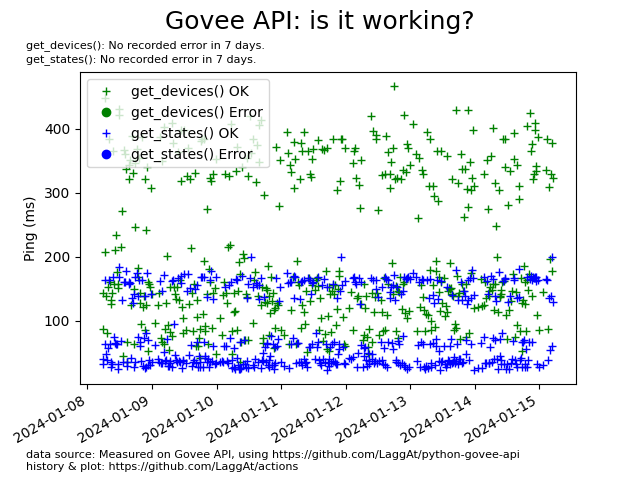 Govee API: is it working?
get_devices(): No recorded error in 7 days.
get_states(): No recorded error in 7 days.
get_devices() OK
get_devices() Error
get_states() OK
get_states() Error
Ping (ms)
400
300
200
100
2024-01-08
2024-01-09
2024-01-10
2024-01-11
2024-01-12
2024-01-13
2024-01-14
2024-01-15
data source: Measured on Govee API, using https://github.com/LaggAt/python-govee-api
history & plot: https://github.com/LaggAt/actions